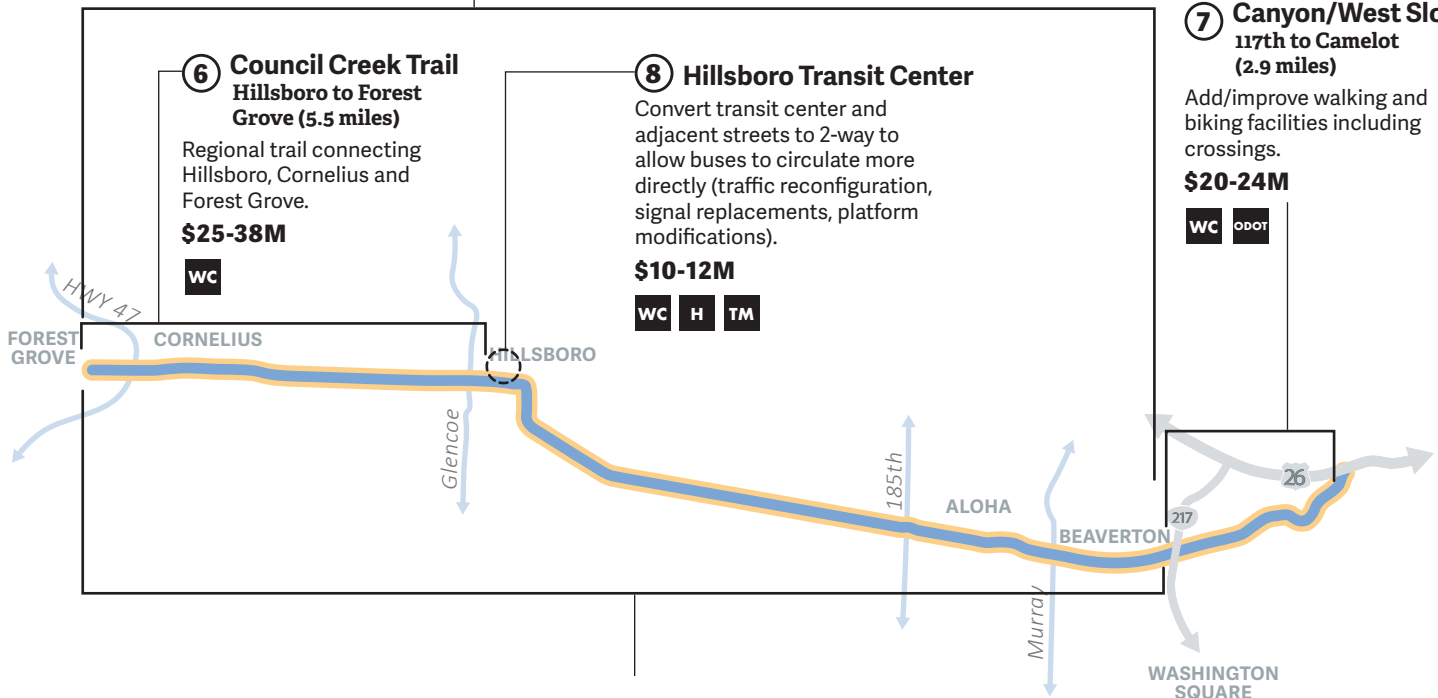 6 Council Creek Trail
Hillsboro to Forest
Grove (5.5 miles)
Regional trail connecting
Hillsboro, Cornelius and
Forest Grove.
$25-38M
WC
8 Hillsboro Transit Center
Convert transit center and
adjacent streets to 2-way to
allow buses to circulate more
directly (traffic reconfiguration,
signal replacements, platform
modifications).
$10-12M
WC H TM
7 Canyon/West Slo
117th to Camelot
(2.9 miles)
Add/improve walking and
biking facilities including
crossings.
$20-24M
WC ODOT
HWY 47
FOREST
GROVE
CORNELIUS
HILLSBORO
Glencoe
185th
ALOHA
Murray
BEAVERTON
217
26
WASHINGTON
SQUARE